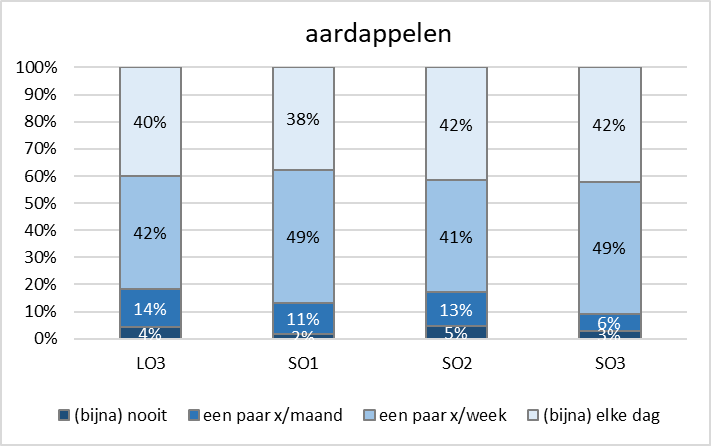 aardappelen
100%
90%
80%
70%
60%
50%
40%
30%
20%
10%
0%
40% 38% 42% 42%
42% 49% 41% 49%
14% 11% 13% 6%
4% 2% 5% 3%
LO3 SO1 SO2 SO3
(bijna) nooit een paar x/maand een paar x/week (bijna) elke dag